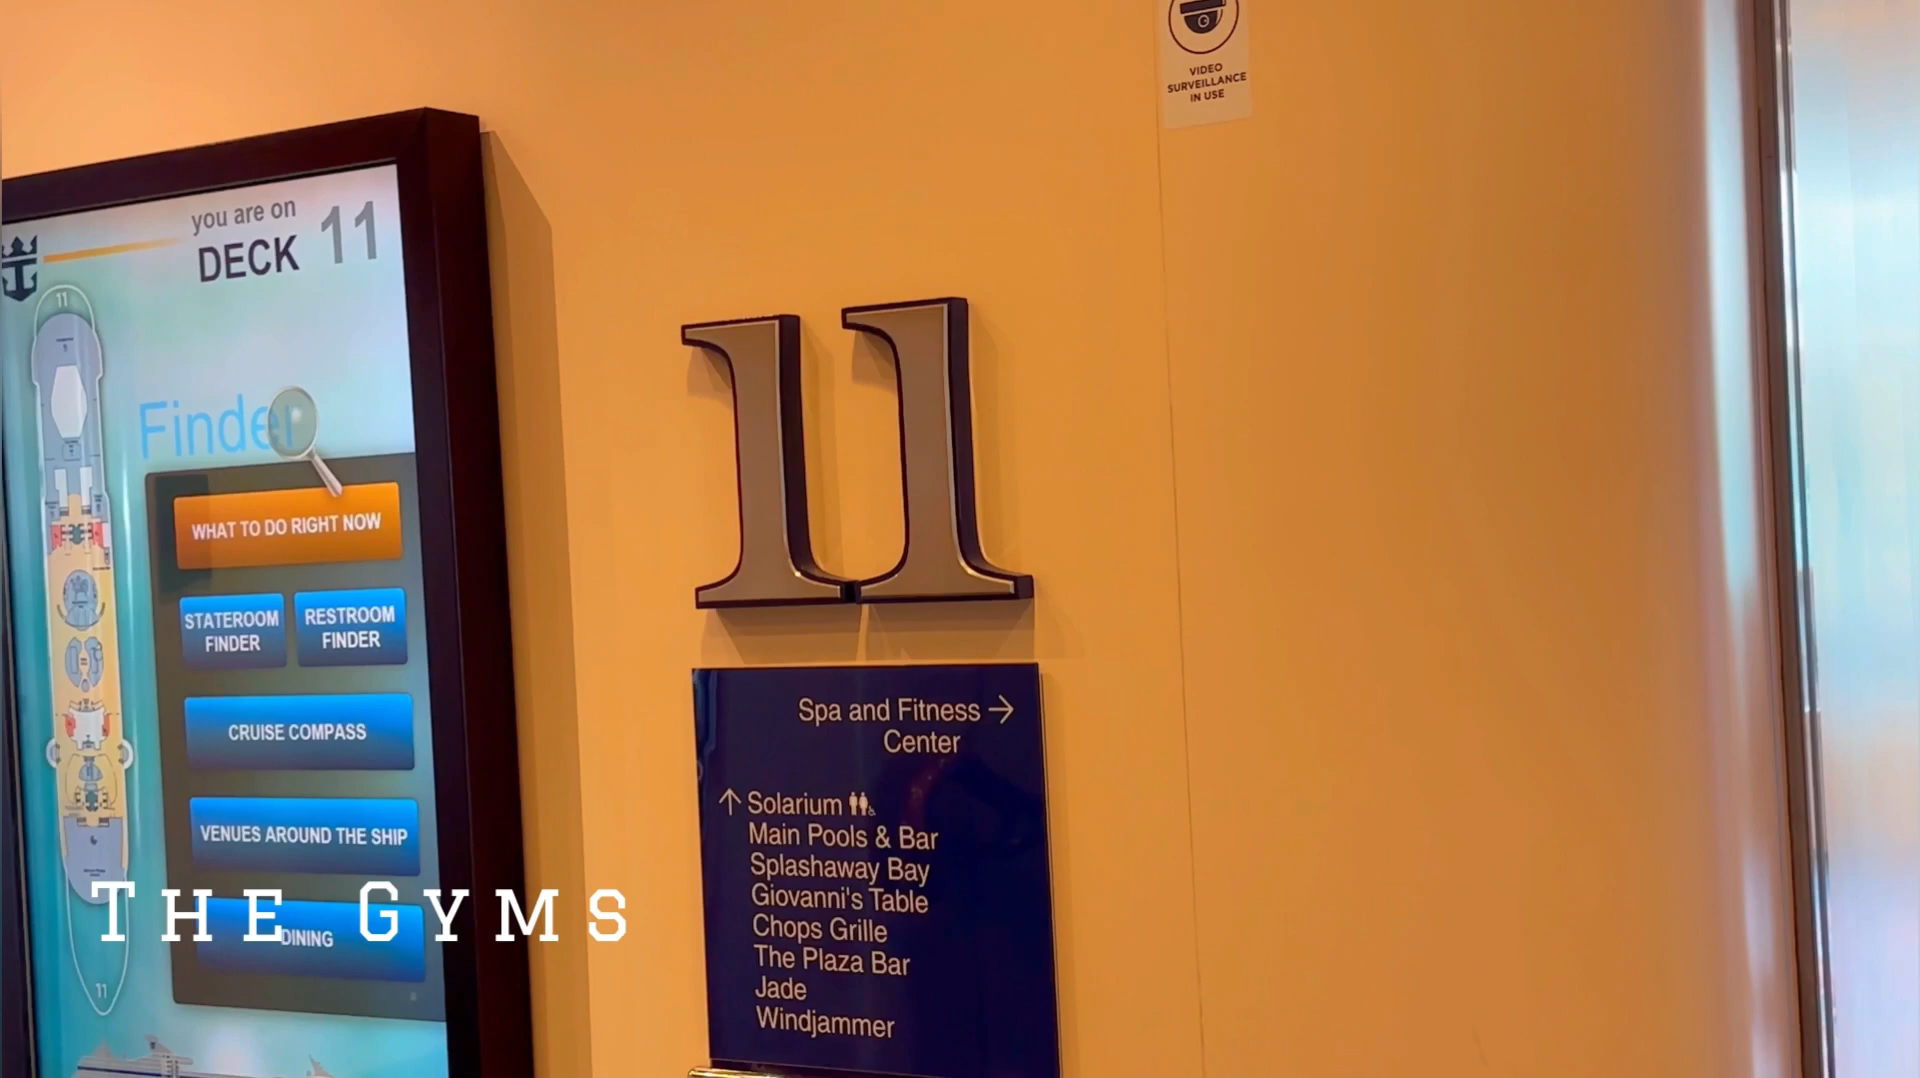 VIDEO
SURVEILLANCE
IN USE
you are on
DECK 11
11
Finder
WHAT TO DO RIGHT NOW
STATEROOM
FINDER
RESTROOM
FINDER
CRUISE COMPASS
VENUES AROUND THE SHIP
DINING
11
11
Spa and Fitness →
Center
↑ Solarium
Main Pools & Bar
Splashaway Bay
Giovanni's Table
Chops Grille
The Plaza Bar
Jade
Windjammer
THE GYMS